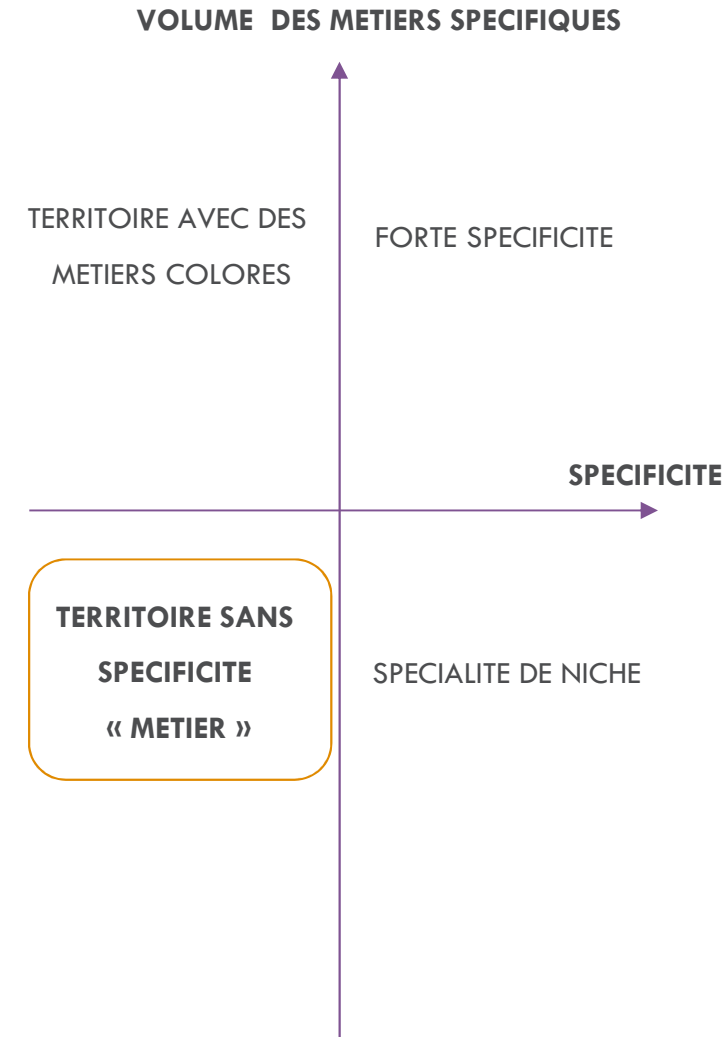 VOLUME DES METIERS SPECIFIQUES
TERRITOIRE AVEC DES
METIERS COLORES
FORTE SPECIFICITE
SPECIFICITE
TERRITOIRE SANS
SPECIFICITE
« METIER »
SPECIALITE DE NICHE